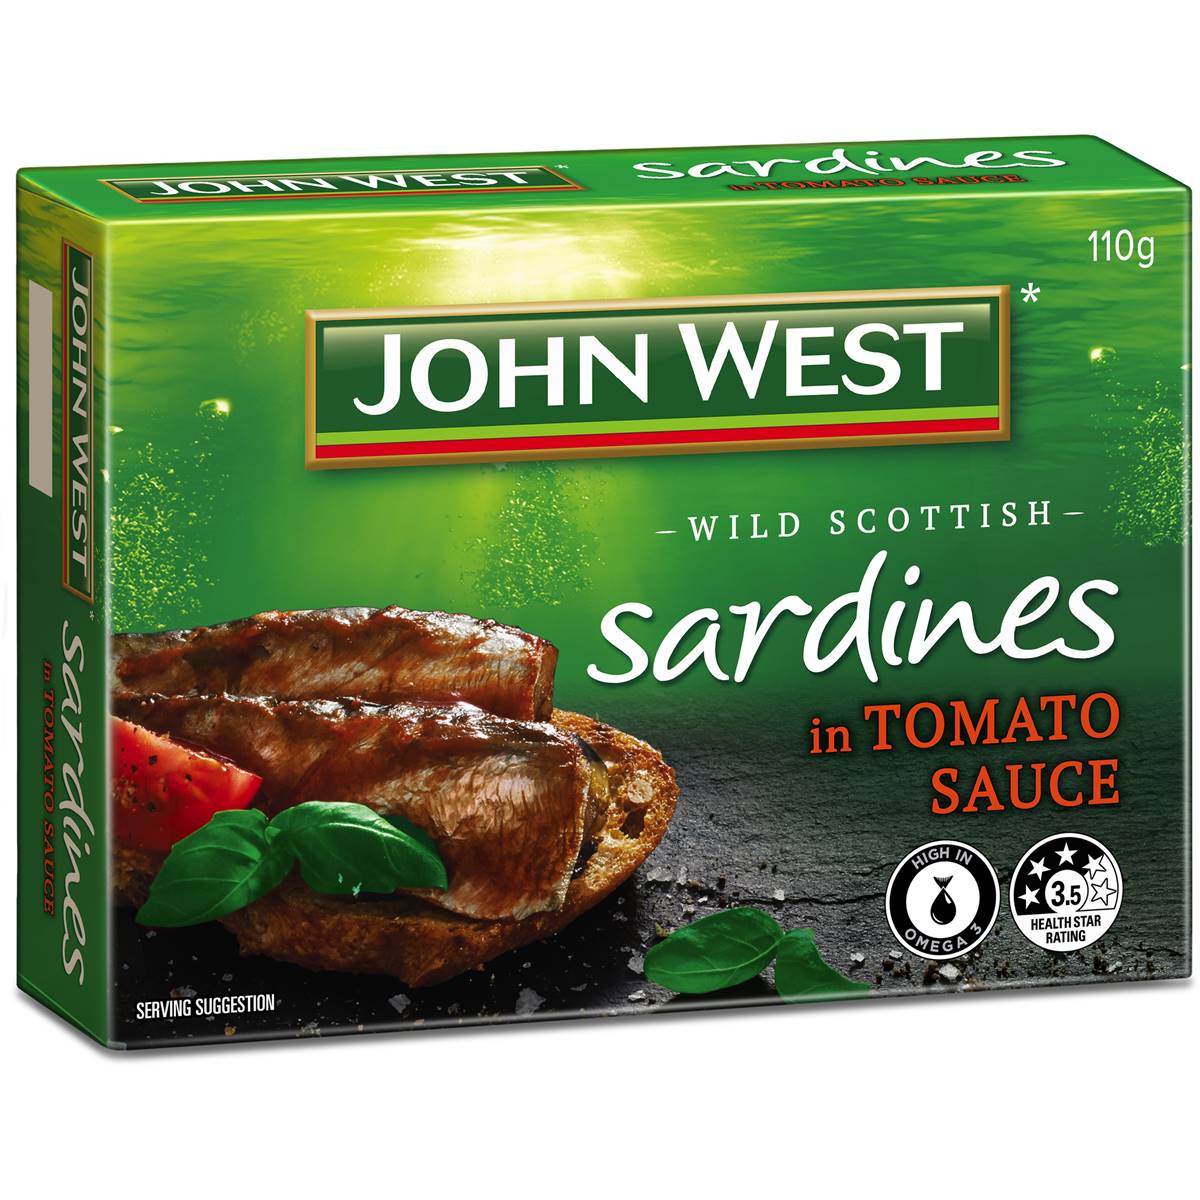 JOHN WEST*
sardines
in TOMATO SAUCE
110g
JOHN WEST*
– WILD SCOTTISH –
sardines
in TOMATO
SAUCE
HIGH IN
OMEGA 3
3.5
HEALTH STAR
RATING
SERVING SUGGESTION
JOHN WEST*
sardines
in TOMATO SAUCE